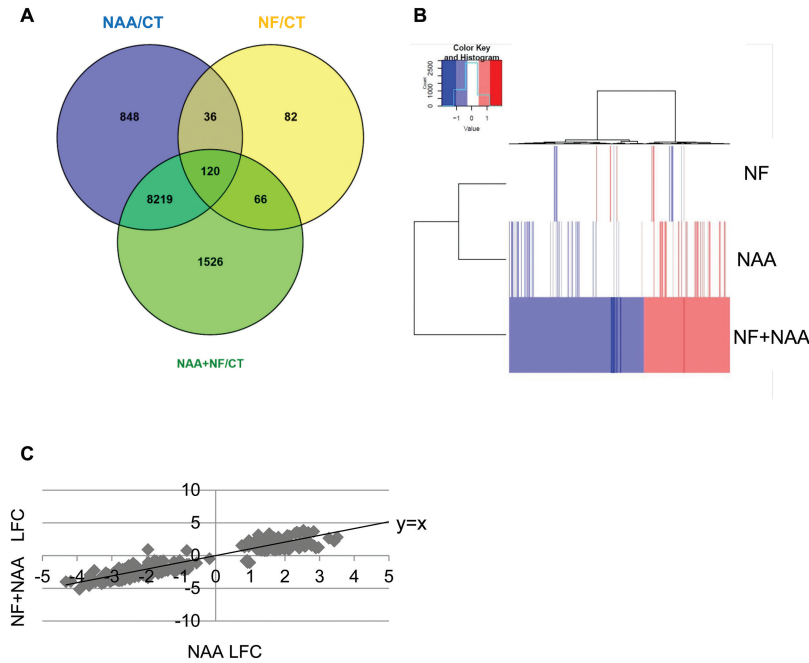 A
NAA/CT
NF/CT
848
36
82
120
8219
66
1526
NAA+NF/CT
B
Color Key
and Histogram
Count
0 1000 2500
−1 0 1
Value
NF
NAA
NF+NAA
C
NF+NAA LFC
10
5
0
-5
-10
-5 -4 -3 -2 -1 0 1 2 3 4 5
y=x
NAA LFC